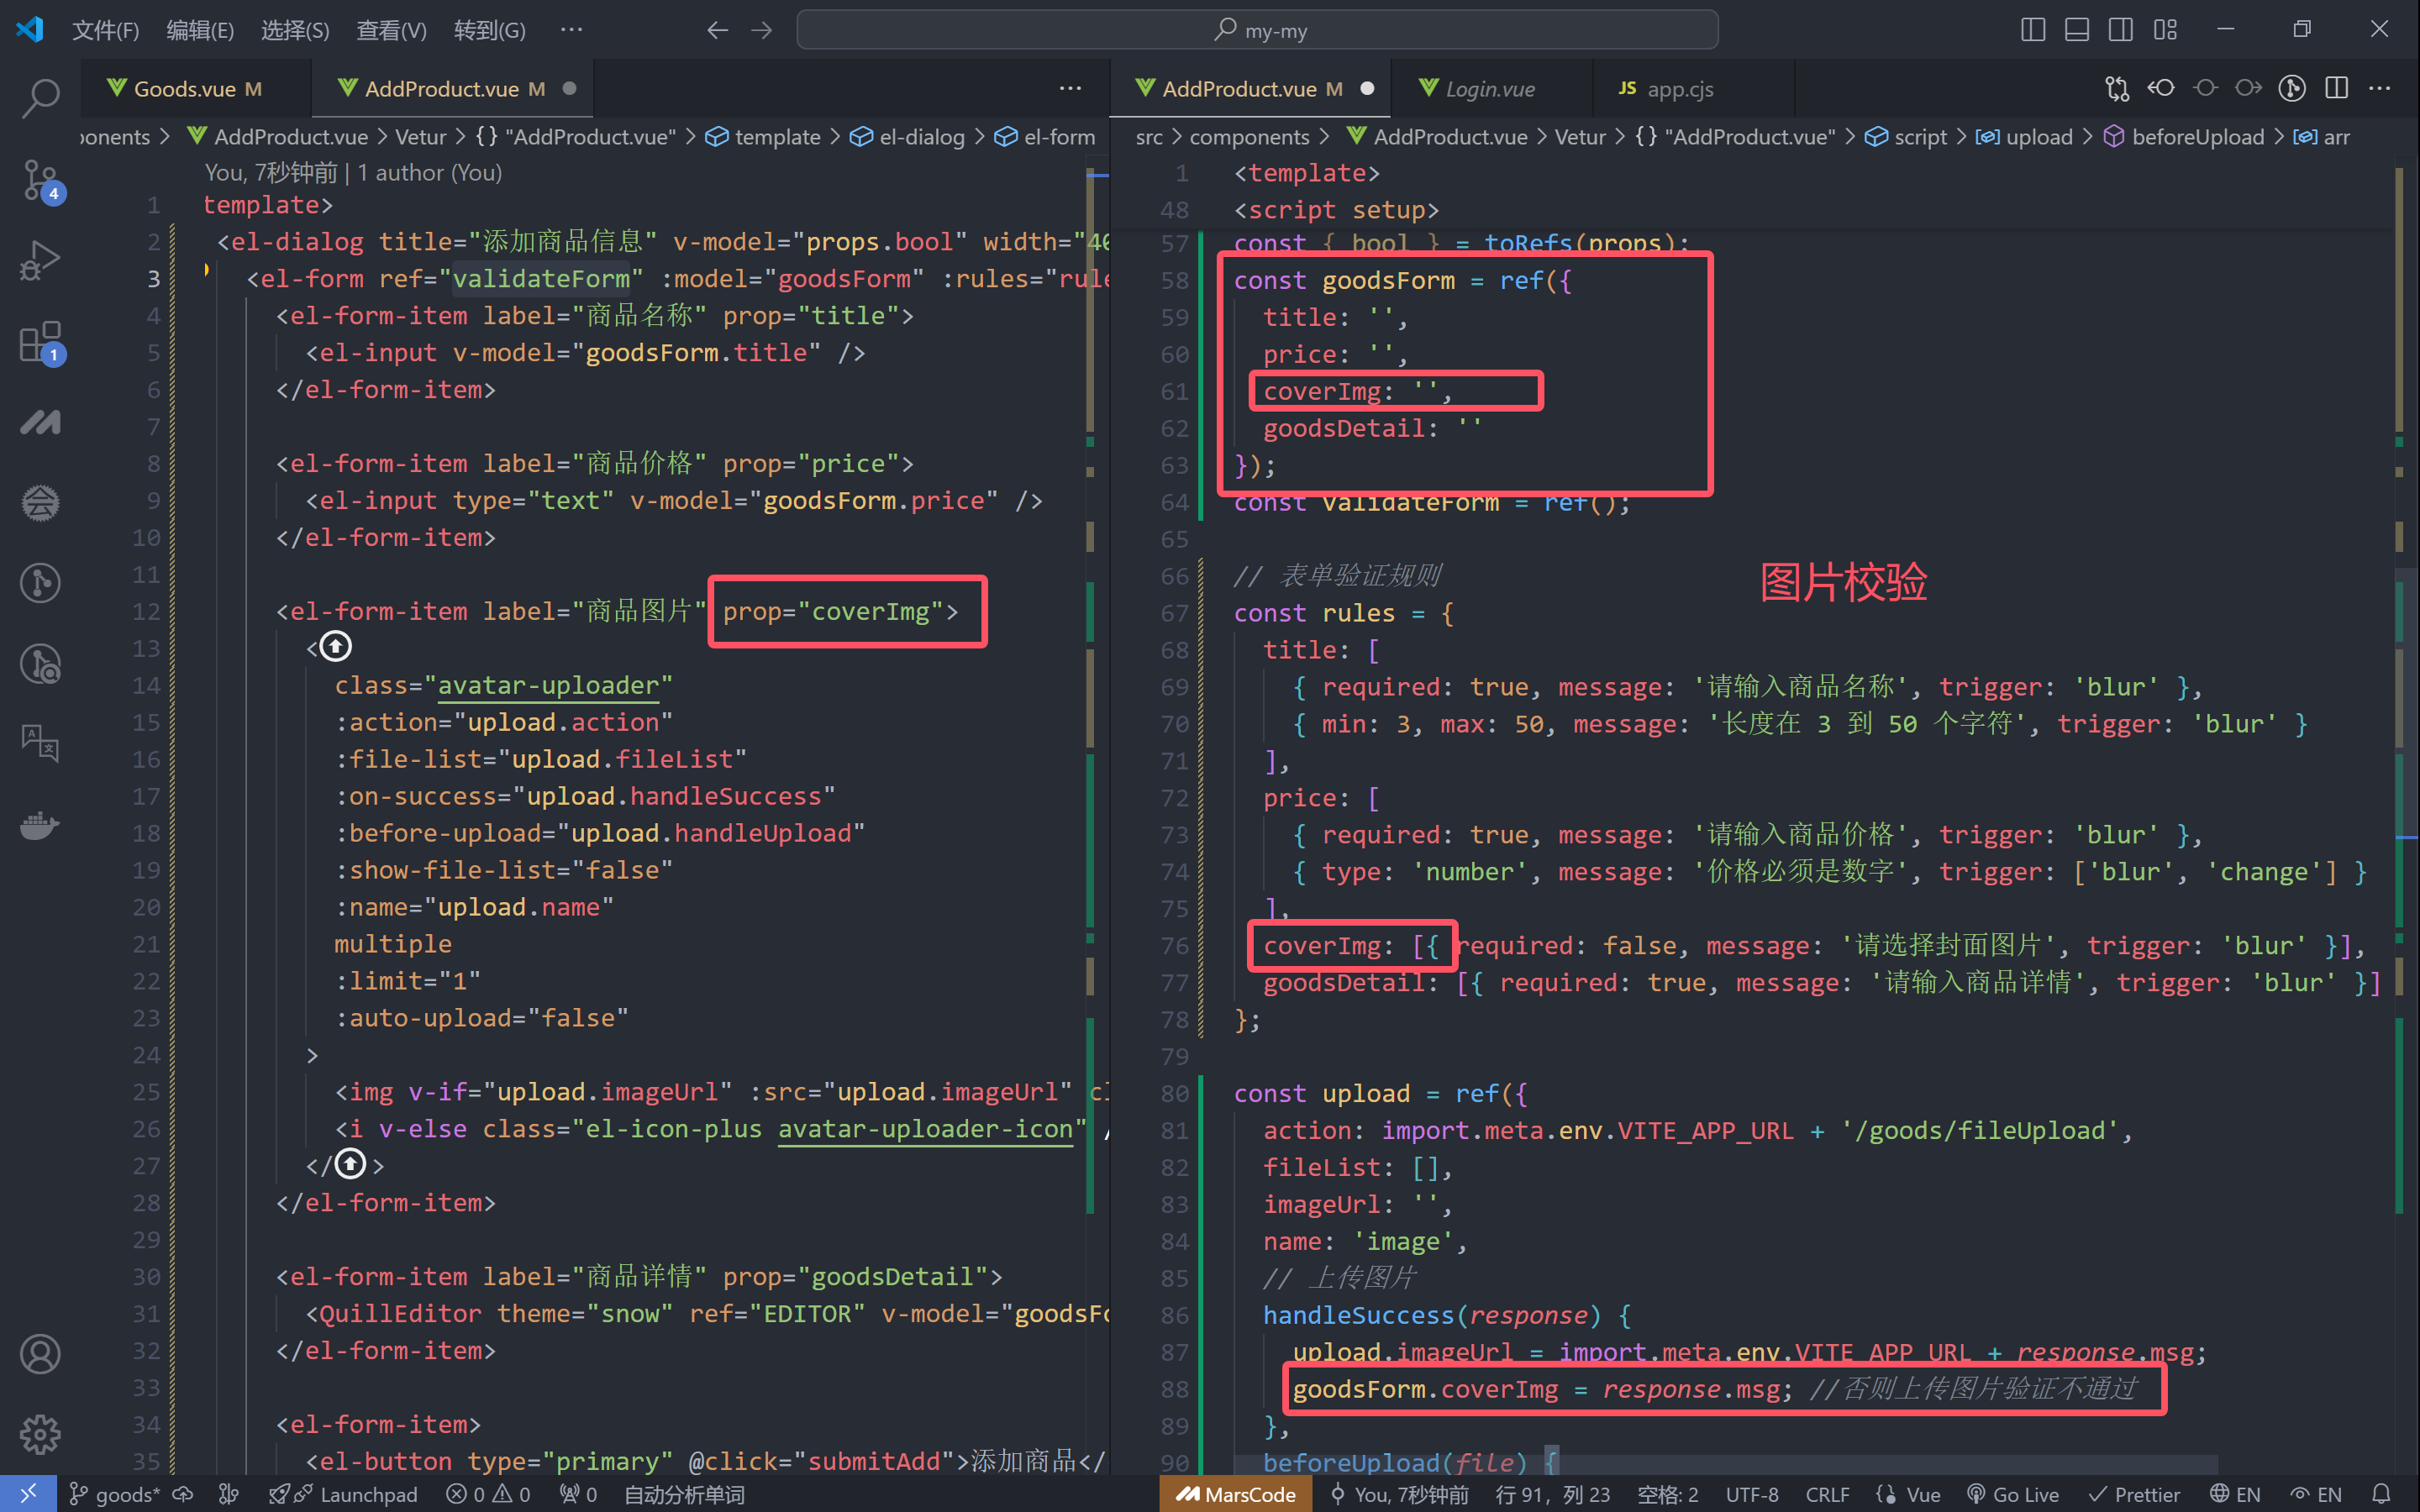 文件(F) 编辑(E) 选择(S) 查看(V) 转到(G) ··· my-my
Goods.vue M AddProduct.vue M ···
ponents > AddProduct.vue > Vetur > {} "AddProduct.vue" > template > el-dialog > el-form
You, 7秒钟前 | 1 author (You)
1 template>
2 <el-dialog title="添加商品信息" v-model="props.bool" width="40
3 <el-form ref="validateForm" :model="goodsForm" :rules="rule
4 <el-form-item label="商品名称" prop="title">
5 <el-input v-model="goodsForm.title" />
6 </el-form-item>
7
8 <el-form-item label="商品价格" prop="price">
9 <el-input type="text" v-model="goodsForm.price" />
10 </el-form-item>
11
12 <el-form-item label="商品图片" prop="coverImg">
13 <
14 class="avatar-uploader"
15 :action="upload.action"
16 :file-list="upload.fileList"
17 :on-success="upload.handleSuccess"
18 :before-upload="upload.handleUpload"
19 :show-file-list="false"
20 :name="upload.name"
21 multiple
22 :limit="1"
23 :auto-upload="false"
24 >
25 <img v-if="upload.imageUrl" :src="upload.imageUrl" cl
26 <i v-else class="el-icon-plus avatar-uploader-icon" /
27 </ >
28 </el-form-item>
29
30 <el-form-item label="商品详情" prop="goodsDetail">
31 <QuillEditor theme="snow" ref="EDITOR" v-model="goodsFo
32 </el-form-item>
33
34 <el-form-item>
35 <el-button type="primary" @click="submitAdd">添加商品</
AddProduct.vue M Login.vue JS app.cjs ···
src > components > AddProduct.vue > Vetur > {} "AddProduct.vue" > script > upload > beforeUpload > arr
1 <template>
48 <script setup>
57 const { bool } = toRefs(props);
58 const goodsForm = ref({
59 title: '',
60 price: '',
61 coverImg: '',
62 goodsDetail: ''
63 });
64 const validateForm = ref();
65
66 // 表单验证规则
图片校验
67 const rules = {
68 title: [
69 { required: true, message: '请输入商品名称', trigger: 'blur' },
70 { min: 3, max: 50, message: '长度在 3 到 50 个字符', trigger: 'blur' }
71 ],
72 price: [
73 { required: true, message: '请输入商品价格', trigger: 'blur' },
74 { type: 'number', message: '价格必须是数字', trigger: ['blur', 'change'] }
75 ],
76 coverImg: [{ required: false, message: '请选择封面图片', trigger: 'blur' }],
77 goodsDetail: [{ required: true, message: '请输入商品详情', trigger: 'blur' }]
78 };
79
80 const upload = ref({
81 action: import.meta.env.VITE_APP_URL + '/goods/fileUpload',
82 fileList: [],
83 imageUrl: '',
84 name: 'image',
85 // 上传图片
86 handleSuccess(response) {
87 upload.imageUrl = import.meta.env.VITE_APP_URL + response.msg;
88 goodsForm.coverImg = response.msg; //否则上传图片验证不通过
89 },
90 beforeUpload(file) {
4
1
goods* Launchpad 0 0 0 自动分析单词 MarsCode You, 7秒钟前 行 91，列 23 空格: 2 UTF-8 CRLF Vue Go Live Prettier EN EN